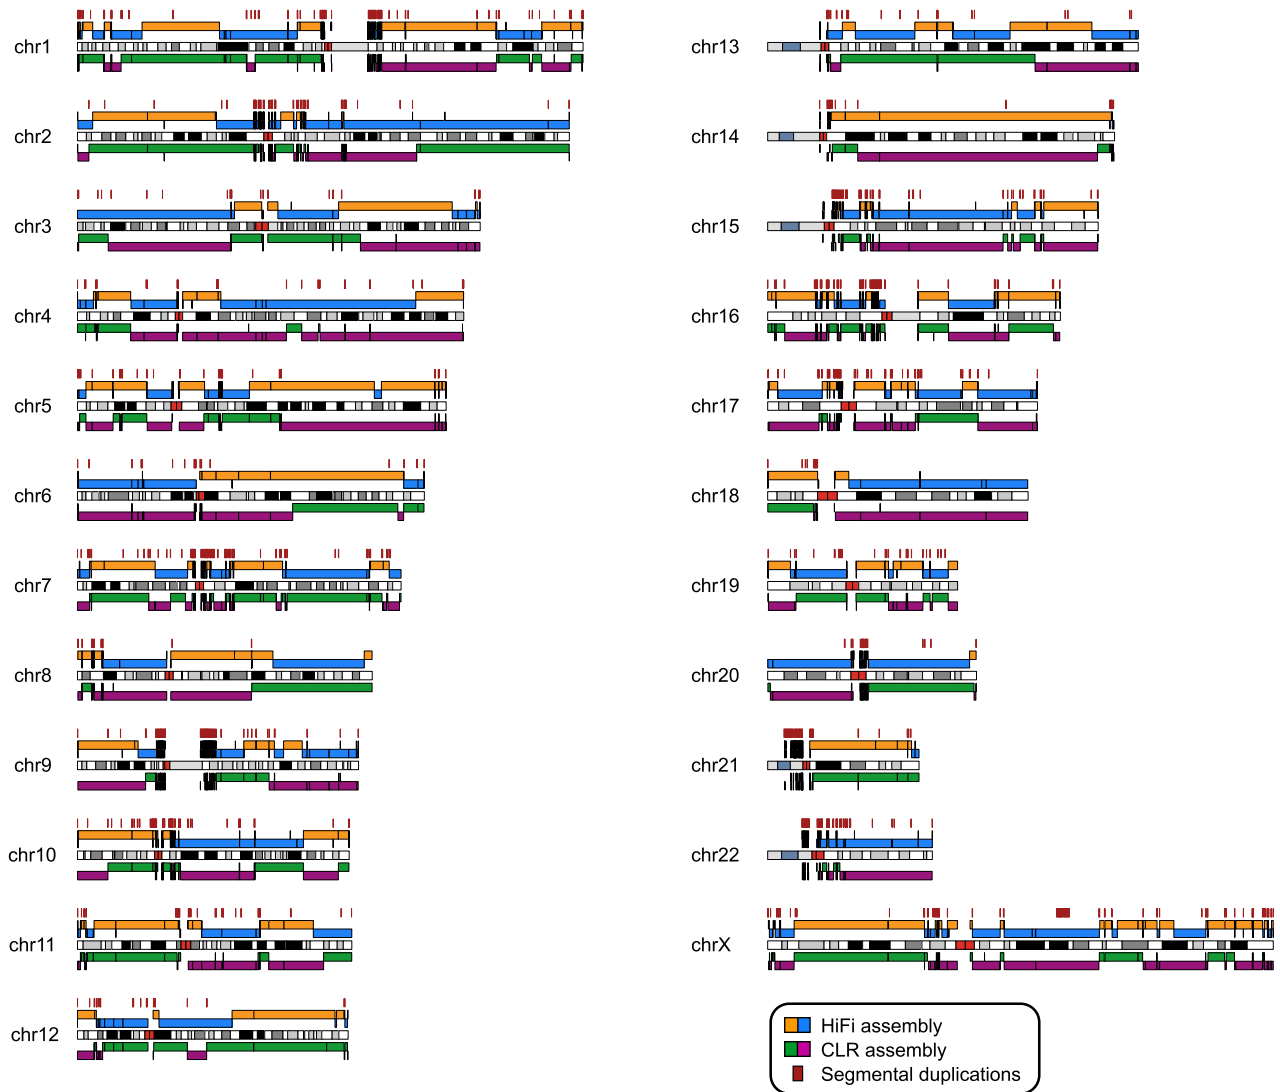 chr1
chr2
chr3
chr4
chr5
chr6
chr7
chr8
chr9
chr10
chr11
chr12
chr13
chr14
chr15
chr16
chr17
chr18
chr19
chr20
chr21
chr22
chrX
HiFi assembly
CLR assembly
Segmental duplications